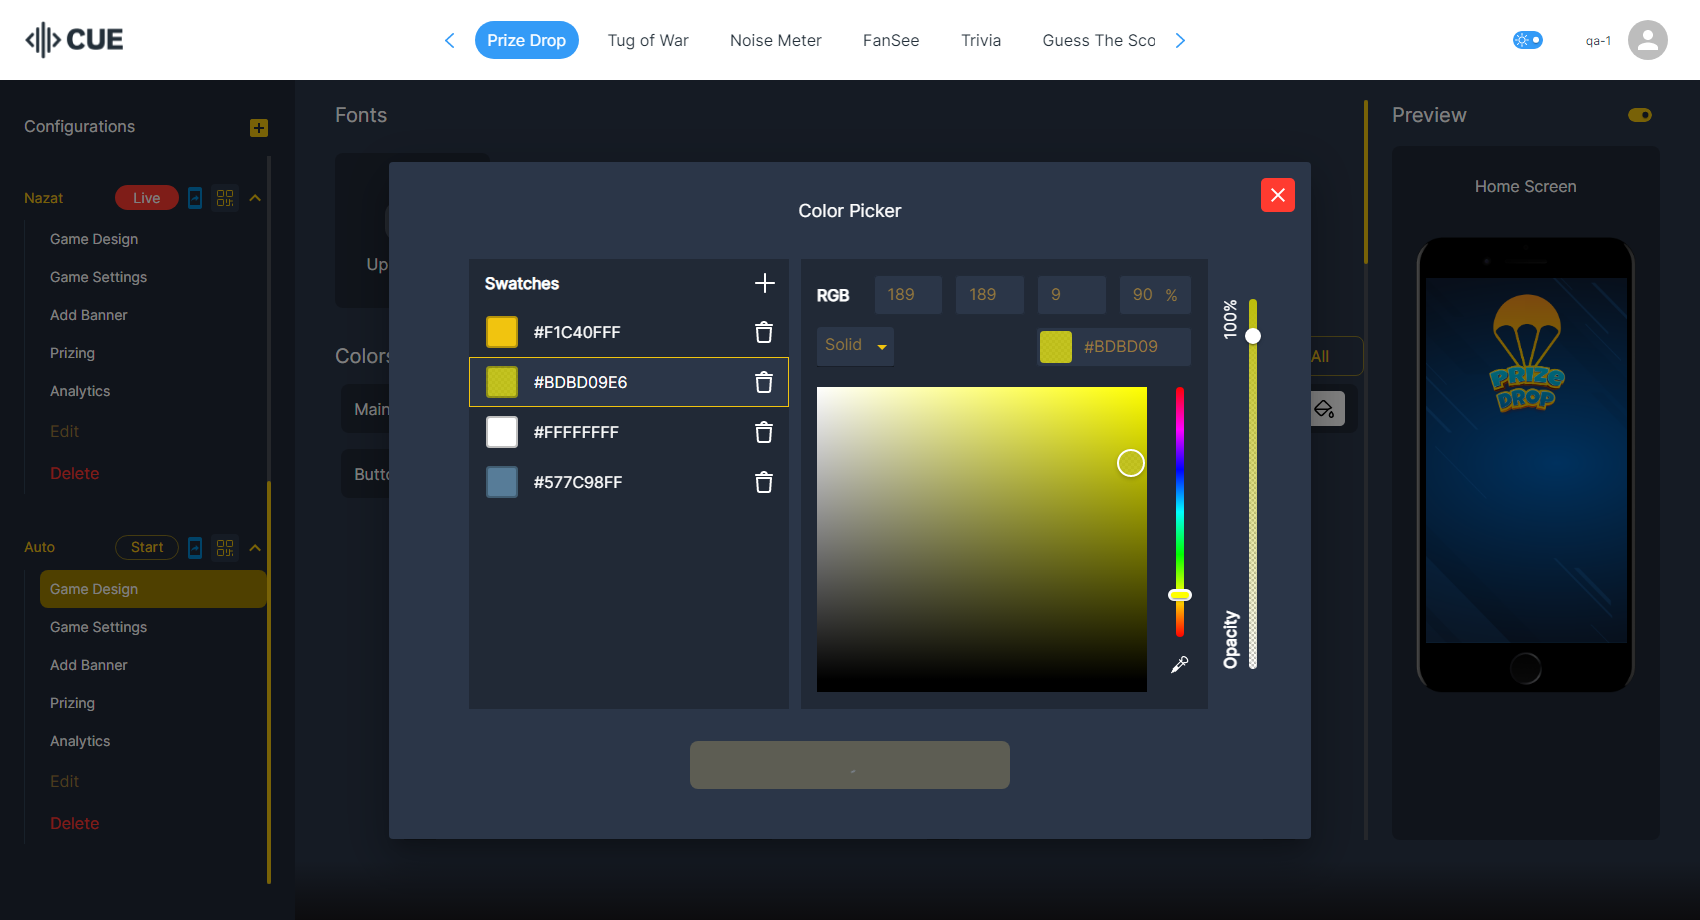 CUE
Prize Drop
Tug of War
Noise Meter
FanSee
Trivia
Guess The Sco
qa-1
Configurations
Nazat
Live
Game Design
Game Settings
Add Banner
Prizing
Analytics
Edit
Delete
Auto
Start
Game Design
Game Settings
Add Banner
Prizing
Analytics
Edit
Delete
Fonts
Up
Colors
Main
Butto
All
Color Picker
Swatches
#F1C40FFF
#BDBD09E6
#FFFFFFFF
#577C98FF
RGB
189
189
9
90 %
Solid
#BDBD09
100%
Opacity
Preview
Home Screen
PRIZE
DROP